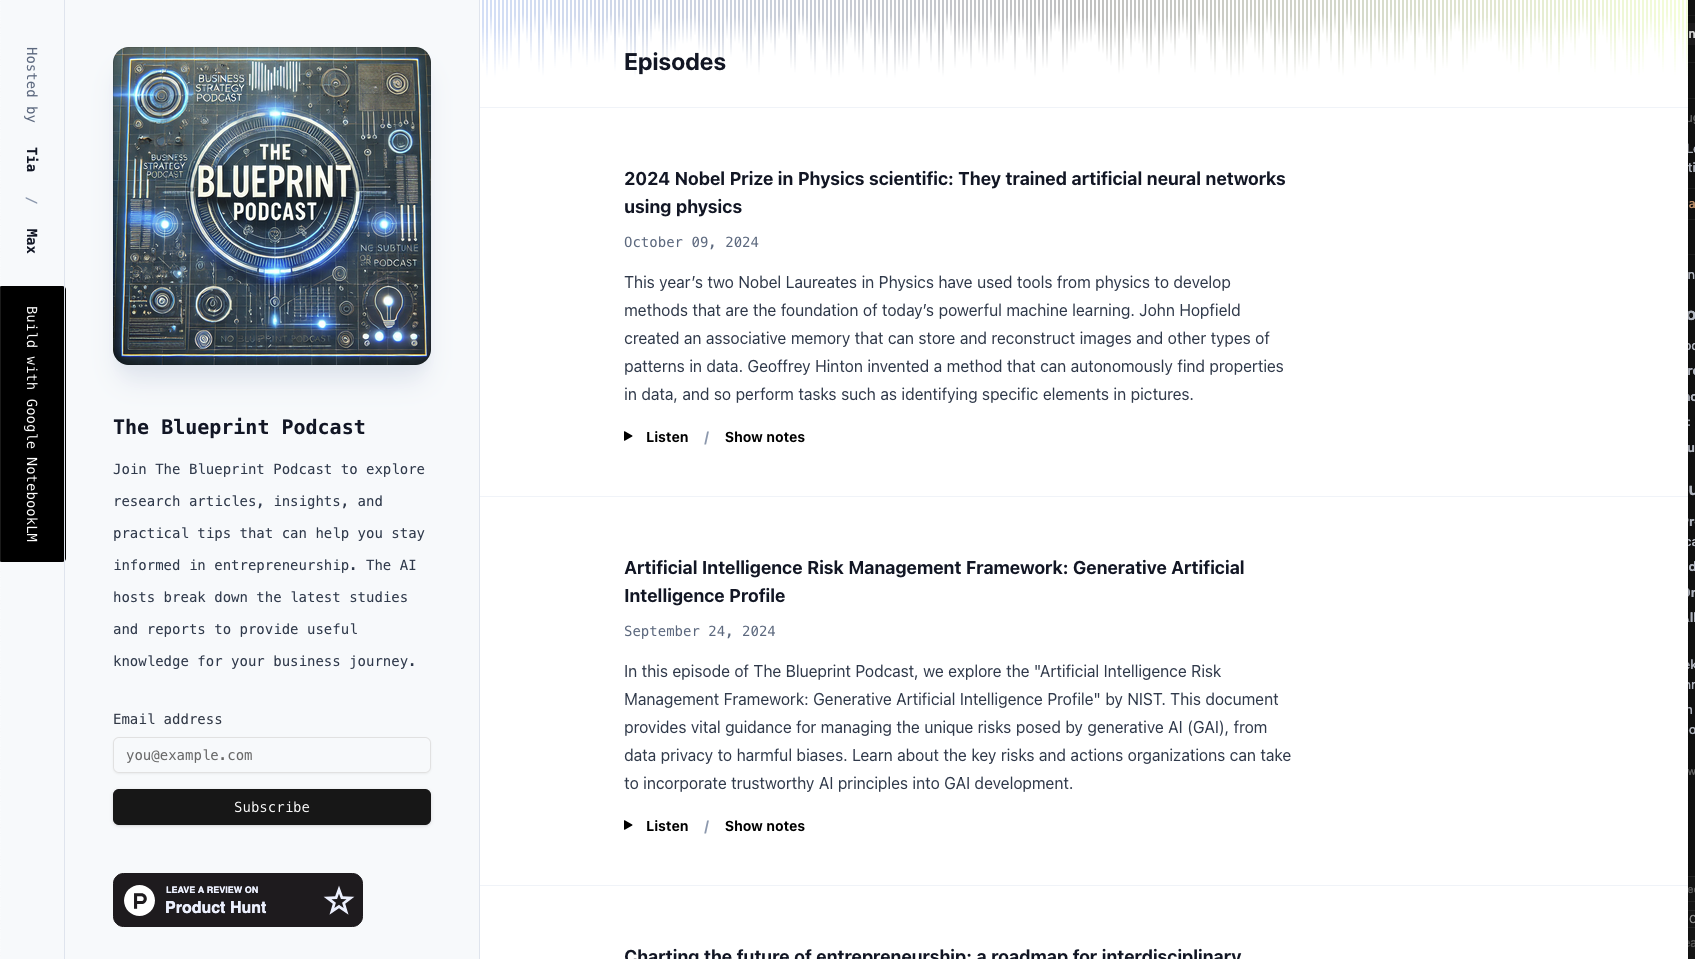 Hosted by Tia / Max
Build with Google NotebookLM
BUSINESS
STRATEGY
PODCAST
BUSINESS
STRATEGY
PODCAST
THE
BLUEPRINT
PODCAST
PODCAST
The Blueprint Podcast
Join The Blueprint Podcast to explore
research articles, insights, and
practical tips that can help you stay
informed in entrepreneurship. The AI
hosts break down the latest studies
and reports to provide useful
knowledge for your business journey.
Email address
you@example.com
Subscribe
LEAVE A REVIEW ON
Product Hunt
Episodes
2024 Nobel Prize in Physics scientific: They trained artificial neural networks
using physics
October 09, 2024
This year’s two Nobel Laureates in Physics have used tools from physics to develop
methods that are the foundation of today’s powerful machine learning. John Hopfield
created an associative memory that can store and reconstruct images and other types of
patterns in data. Geoffrey Hinton invented a method that can autonomously find properties
in data, and so perform tasks such as identifying specific elements in pictures.
Listen / Show notes
Artificial Intelligence Risk Management Framework: Generative Artificial
Intelligence Profile
September 24, 2024
In this episode of The Blueprint Podcast, we explore the "Artificial Intelligence Risk
Management Framework: Generative Artificial Intelligence Profile" by NIST. This document
provides vital guidance for managing the unique risks posed by generative AI (GAI), from
data privacy to harmful biases. Learn about the key risks and actions organizations can take
to incorporate trustworthy AI principles into GAI development.
Listen / Show notes
Charting the future of entrepreneurship: a roadmap for interdisciplinary